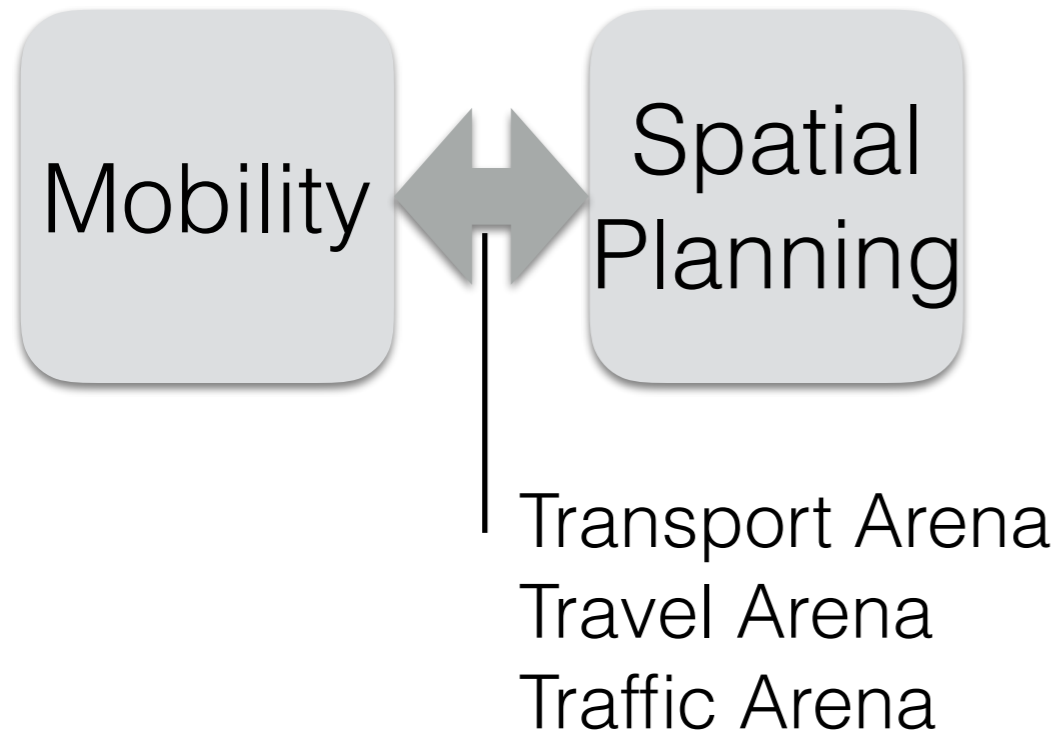 Mobility
Spatial
Planning
Transport Arena
Travel Arena
Traffic Arena